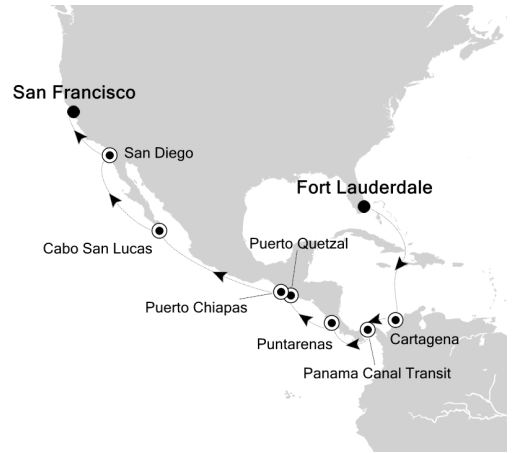 San Francisco
San Diego
Fort Lauderdale
Puerto Quetzal
Cabo San Lucas
Puerto Chiapas
Puntarenas
Cartagena
Panama Canal Transit